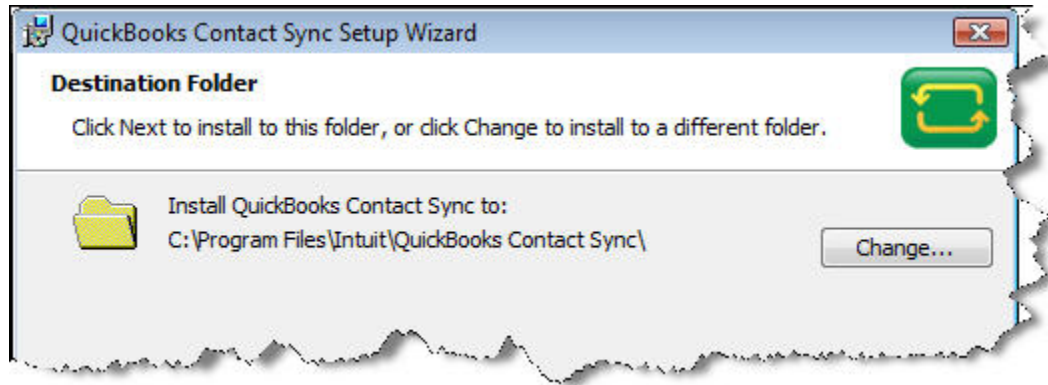 QuickBooks Contact Sync Setup Wizard
Destination Folder
Click Next to install to this folder, or click Change to install to a different folder.
Install QuickBooks Contact Sync to:
C:\Program Files\Intuit\QuickBooks Contact Sync\
Change...